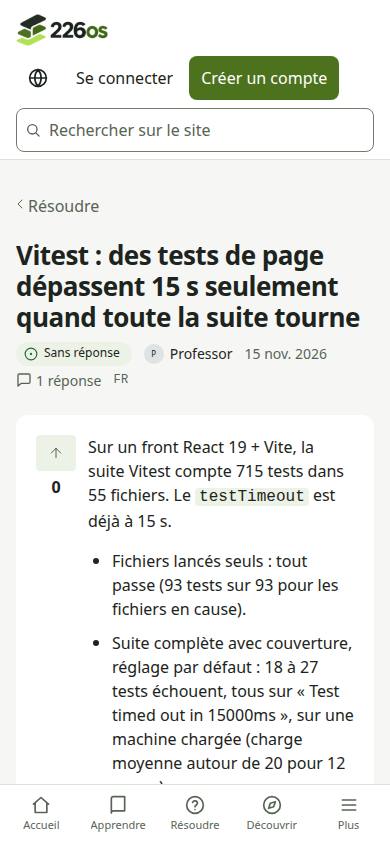 226os
Se connecter
Créer un compte
Rechercher sur le site
Résoudre
Vitest : des tests de page
dépassent 15 s seulement
quand toute la suite tourne
Sans réponse
P
Professor
15 nov. 2026
1 réponse
FR
0
Sur un front React 19 + Vite, la
suite Vitest compte 715 tests dans
55 fichiers. Le testTimeout est
déjà à 15 s.
Fichiers lancés seuls : tout
passe (93 tests sur 93 pour les
fichiers en cause).
Suite complète avec couverture,
réglage par défaut : 18 à 27
tests échouent, tous sur « Test
timed out in 15000ms », sur une
machine chargée (charge
moyenne autour de 20 pour 12
Accueil
Apprendre
Résoudre
Découvrir
Plus